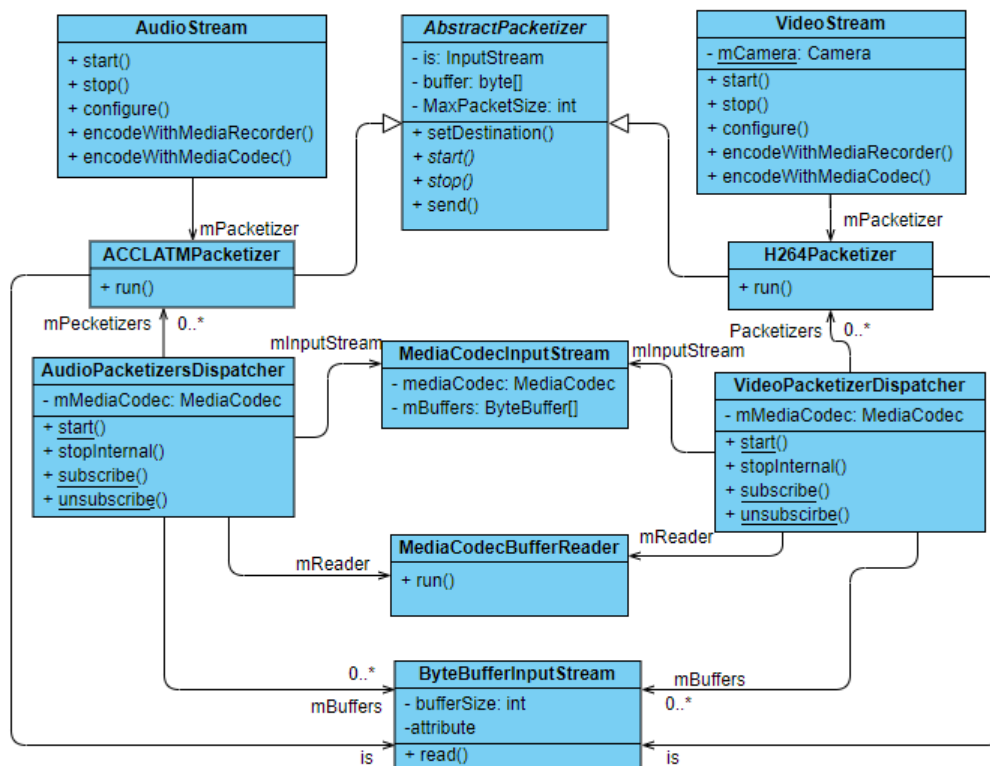 AudioStream
+ start()
+ stop()
+ configure()
+ encodeWithMediaRecorder()
+ encodeWithMediaCodec()
AbstractPacketizer
- is: InputStream
- buffer: byte[]
- MaxPacketSize: int
+ setDestination()
+ start()
+ stop()
+ send()
VideoStream
- mCamera: Camera
+ start()
+ stop()
+ configure()
+ encodeWithMediaRecorder()
+ encodeWithMediaCodec()
mPacketizer
mPacketizer
ACCLATMPacketizer
+ run()
H264Packetizer
+ run()
mPecketizers
0..*
Packetizers
0..*
mInputStream
mInputStream
AudioPacketizersDispatcher
- mMediaCodec: MediaCodec
+ start()
+ stopInternal()
+ subscribe()
+ unsubscribe()
MediaCodecInputStream
- mediaCodec: MediaCodec
- mBuffers: ByteBuffer[]
VideoPacketizerDispatcher
- mMediaCodec: MediaCodec
+ start()
+ stopInternal()
+ subscribe()
+ unsubscirbe()
mReader
mReader
MediaCodecBufferReader
+ run()
0..*
mBuffers
mBuffers
0..*
ByteBufferInputStream
- bufferSize: int
-attribute
+ read()
is
is